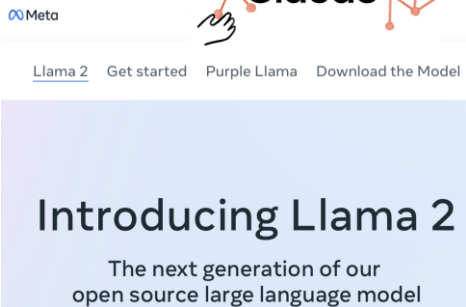 Meta
Llama 2 Get started Purple Llama Download the Model
Introducing Llama 2
The next generation of our
open source large language model